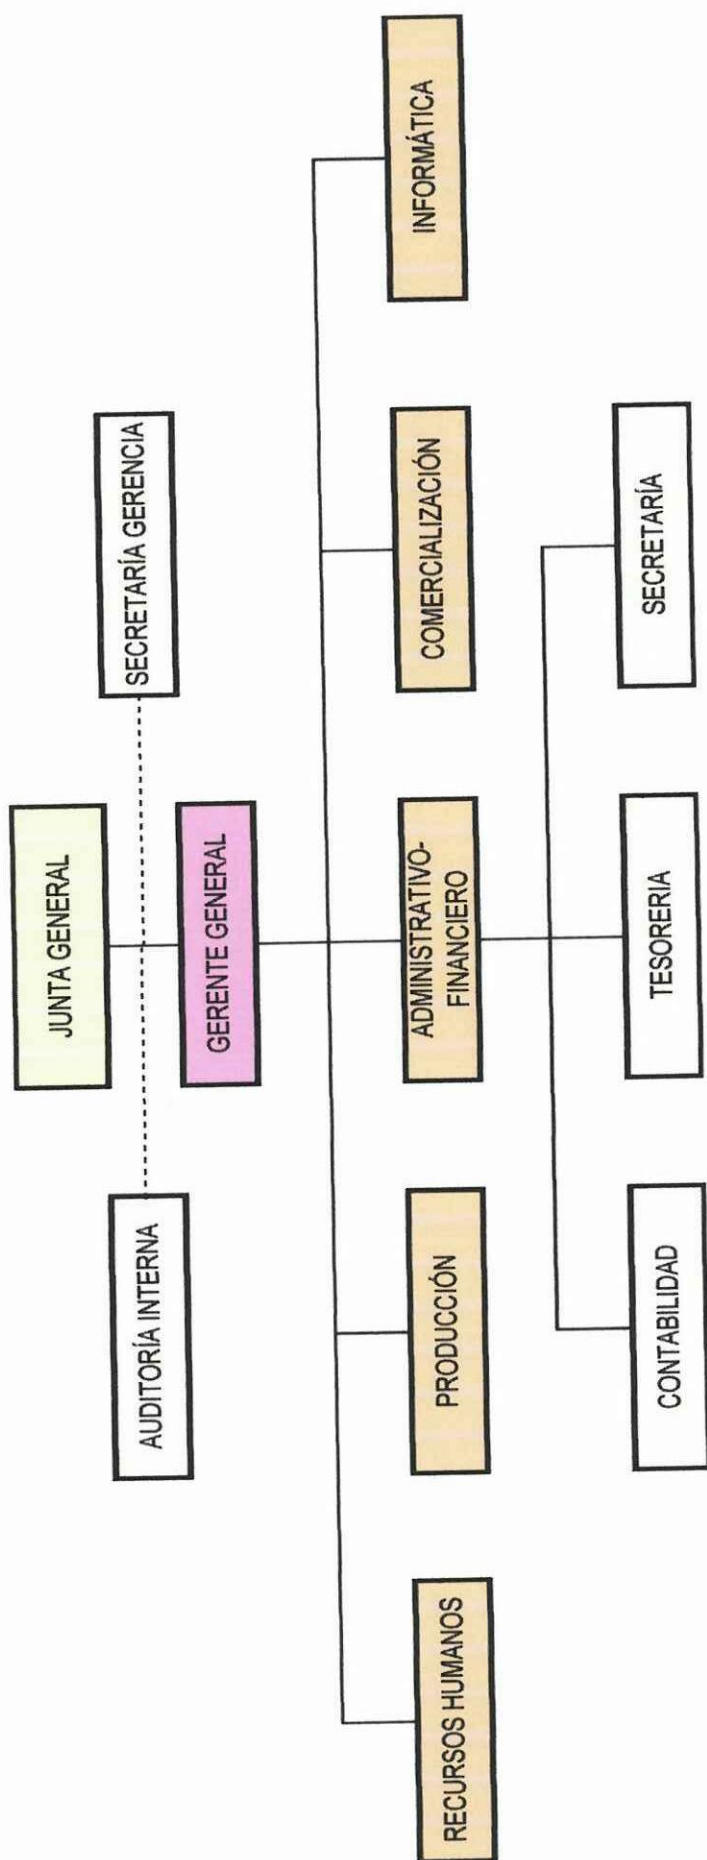 JUNTA GENERAL
AUDITORÍA INTERNA
SECRETARÍA GERENCIA
GERENTE GENERAL
RECURSOS HUMANOS
PRODUCCIÓN
ADMINISTRATIVO-
FINANCIERO
COMERCIALIZACIÓN
INFORMÁTICA
CONTABILIDAD
TESORERIA
SECRETARÍA